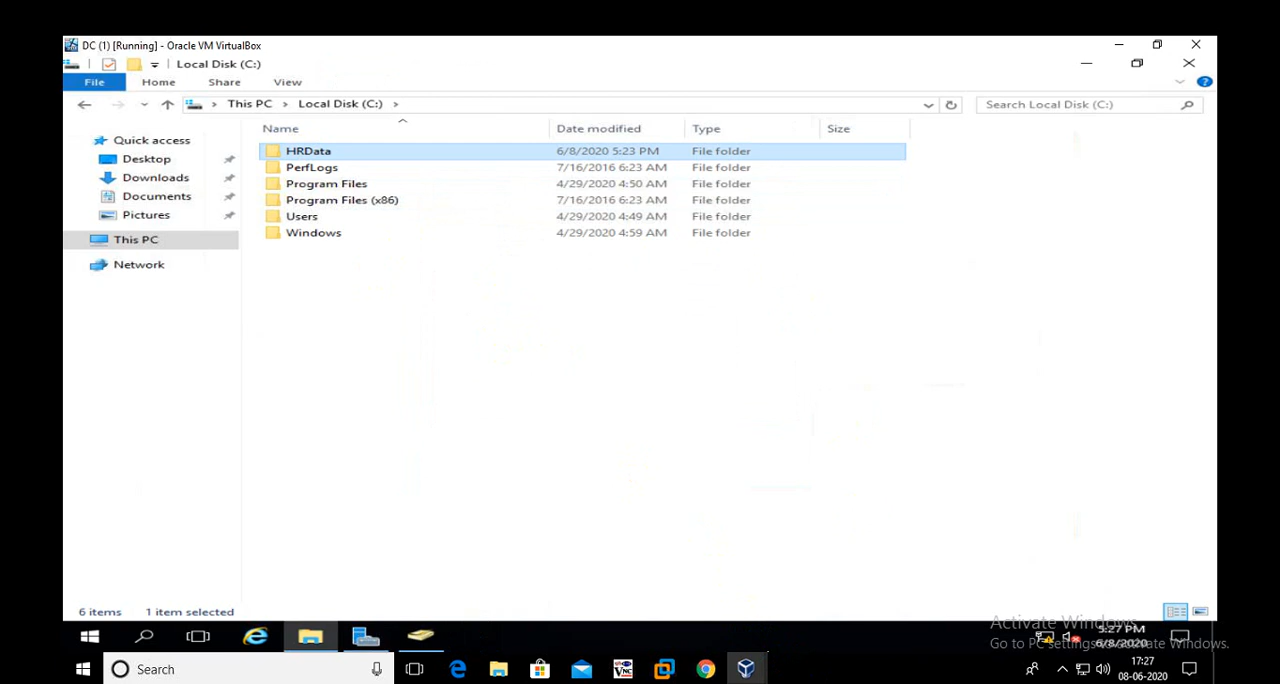 DC (1) [Running] - Oracle VM VirtualBox
Local Disk (C:)
File Home Share View
This PC > Local Disk (C:) >
Search Local Disk (C:)
Name Date modified Type Size
Quick access
Desktop
Downloads
Documents
Pictures
This PC
Network
HRData 6/8/2020 5:23 PM File folder
PerfLogs 7/16/2016 6:23 AM File folder
Program Files 4/29/2020 4:50 AM File folder
Program Files (x86) 7/16/2016 6:23 AM File folder
Users 4/29/2020 4:49 AM File folder
Windows 4/29/2020 4:59 AM File folder
6 items 1 item selected
Activate Windows
Go to PC settings to activate Windows.
5:27 PM
6/8/2020
Search
17:27
08-06-2020